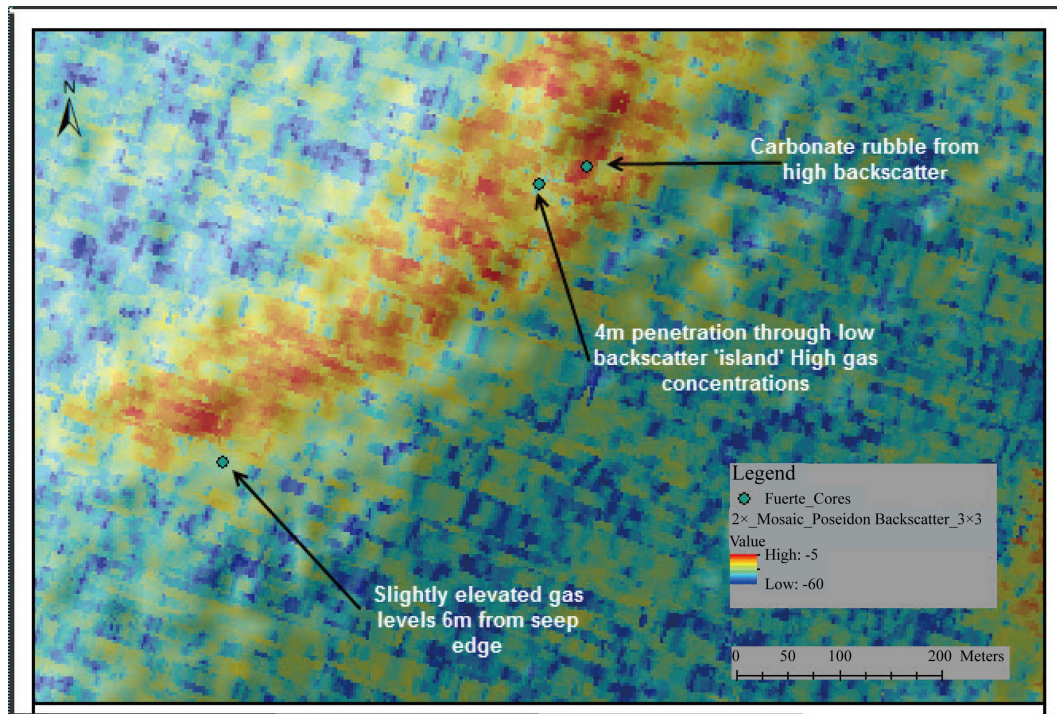 N
Carbonate rubble from
high backscatter
4m penetration through low
backscatter 'island' High gas
concentrations
Slightly elevated gas
levels 6m from seep
edge
Legend
Fuerte_Cores
2×_Mosaic_Poseidon Backscatter_3×3
Value
High: -5
Low: -60
0 50 100 200 Meters